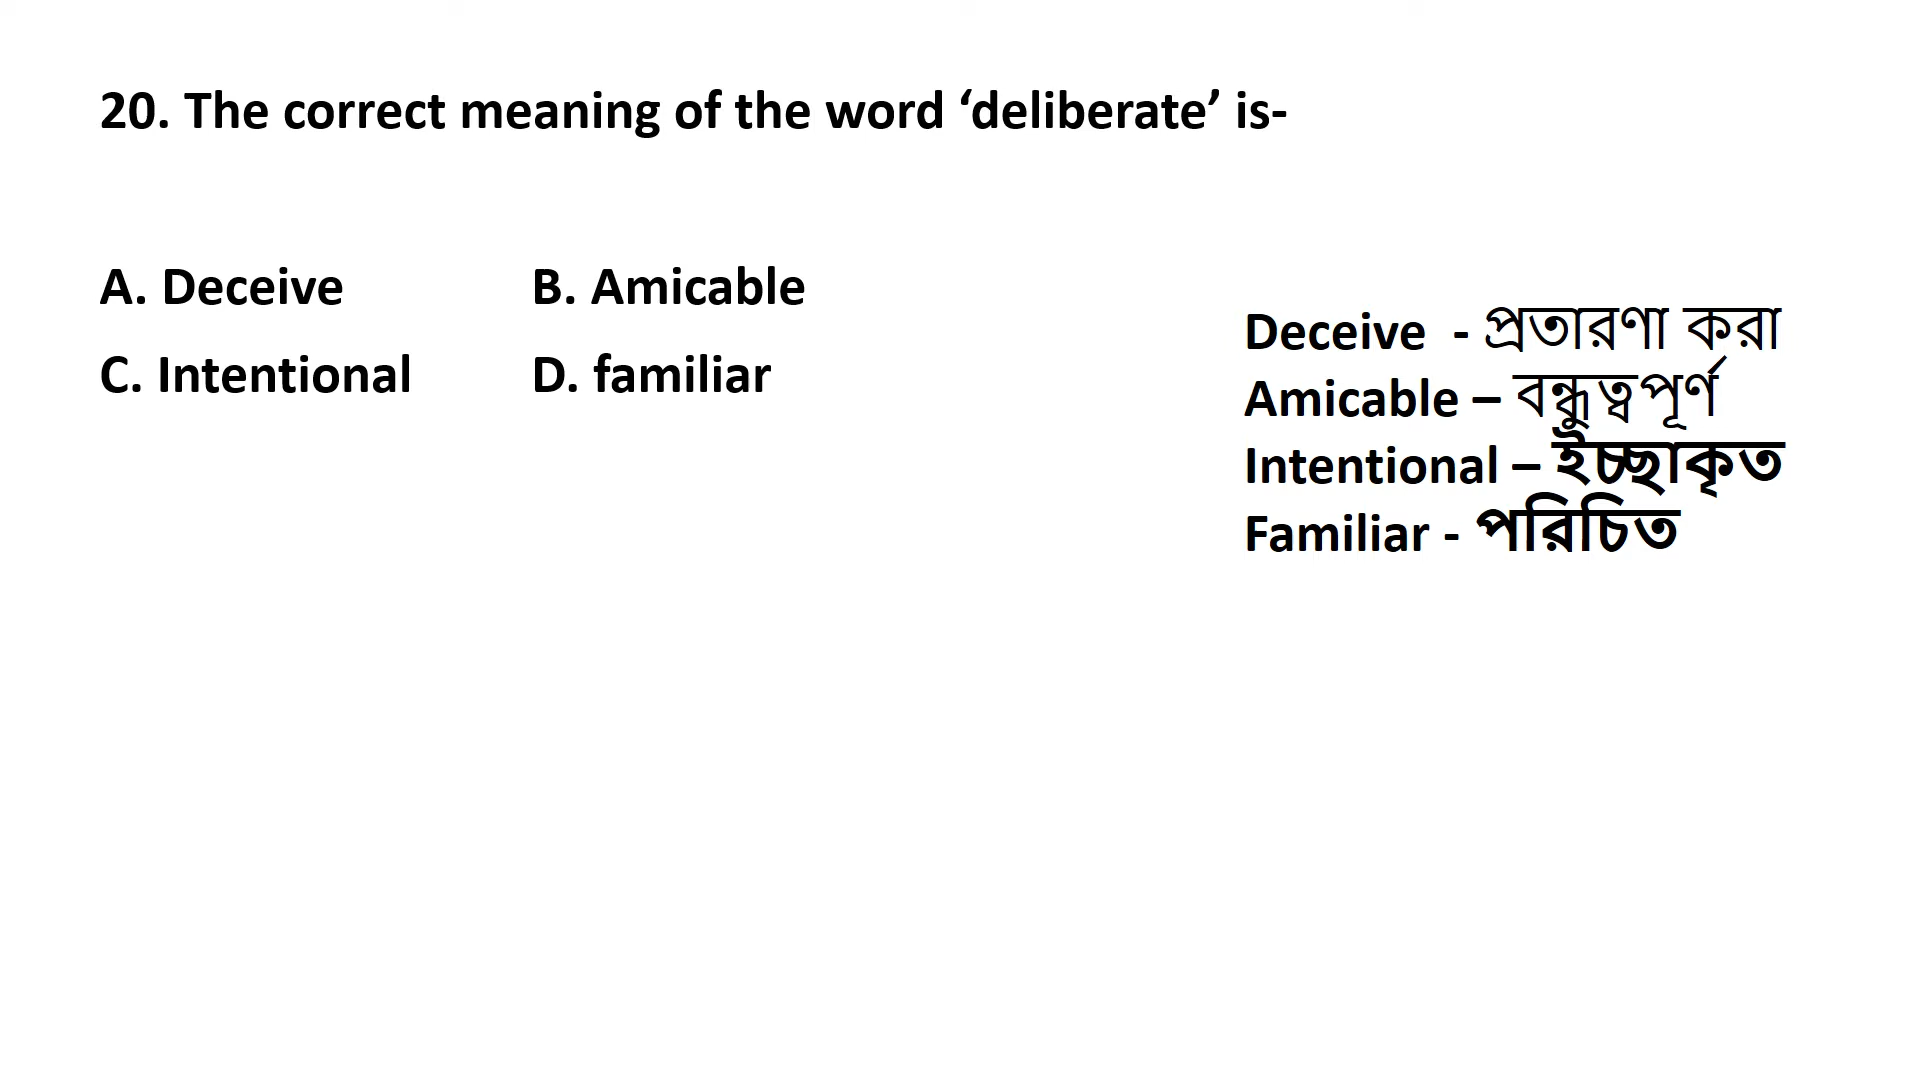 20. The correct meaning of the word ‘deliberate’ is-
A. Deceive B. Amicable
C. Intentional D. familiar
Deceive - প্রতারণা করা
Amicable – বন্ধুত্বপূর্ণ
Intentional – ইচ্ছাকৃত
Familiar - পরিচিত